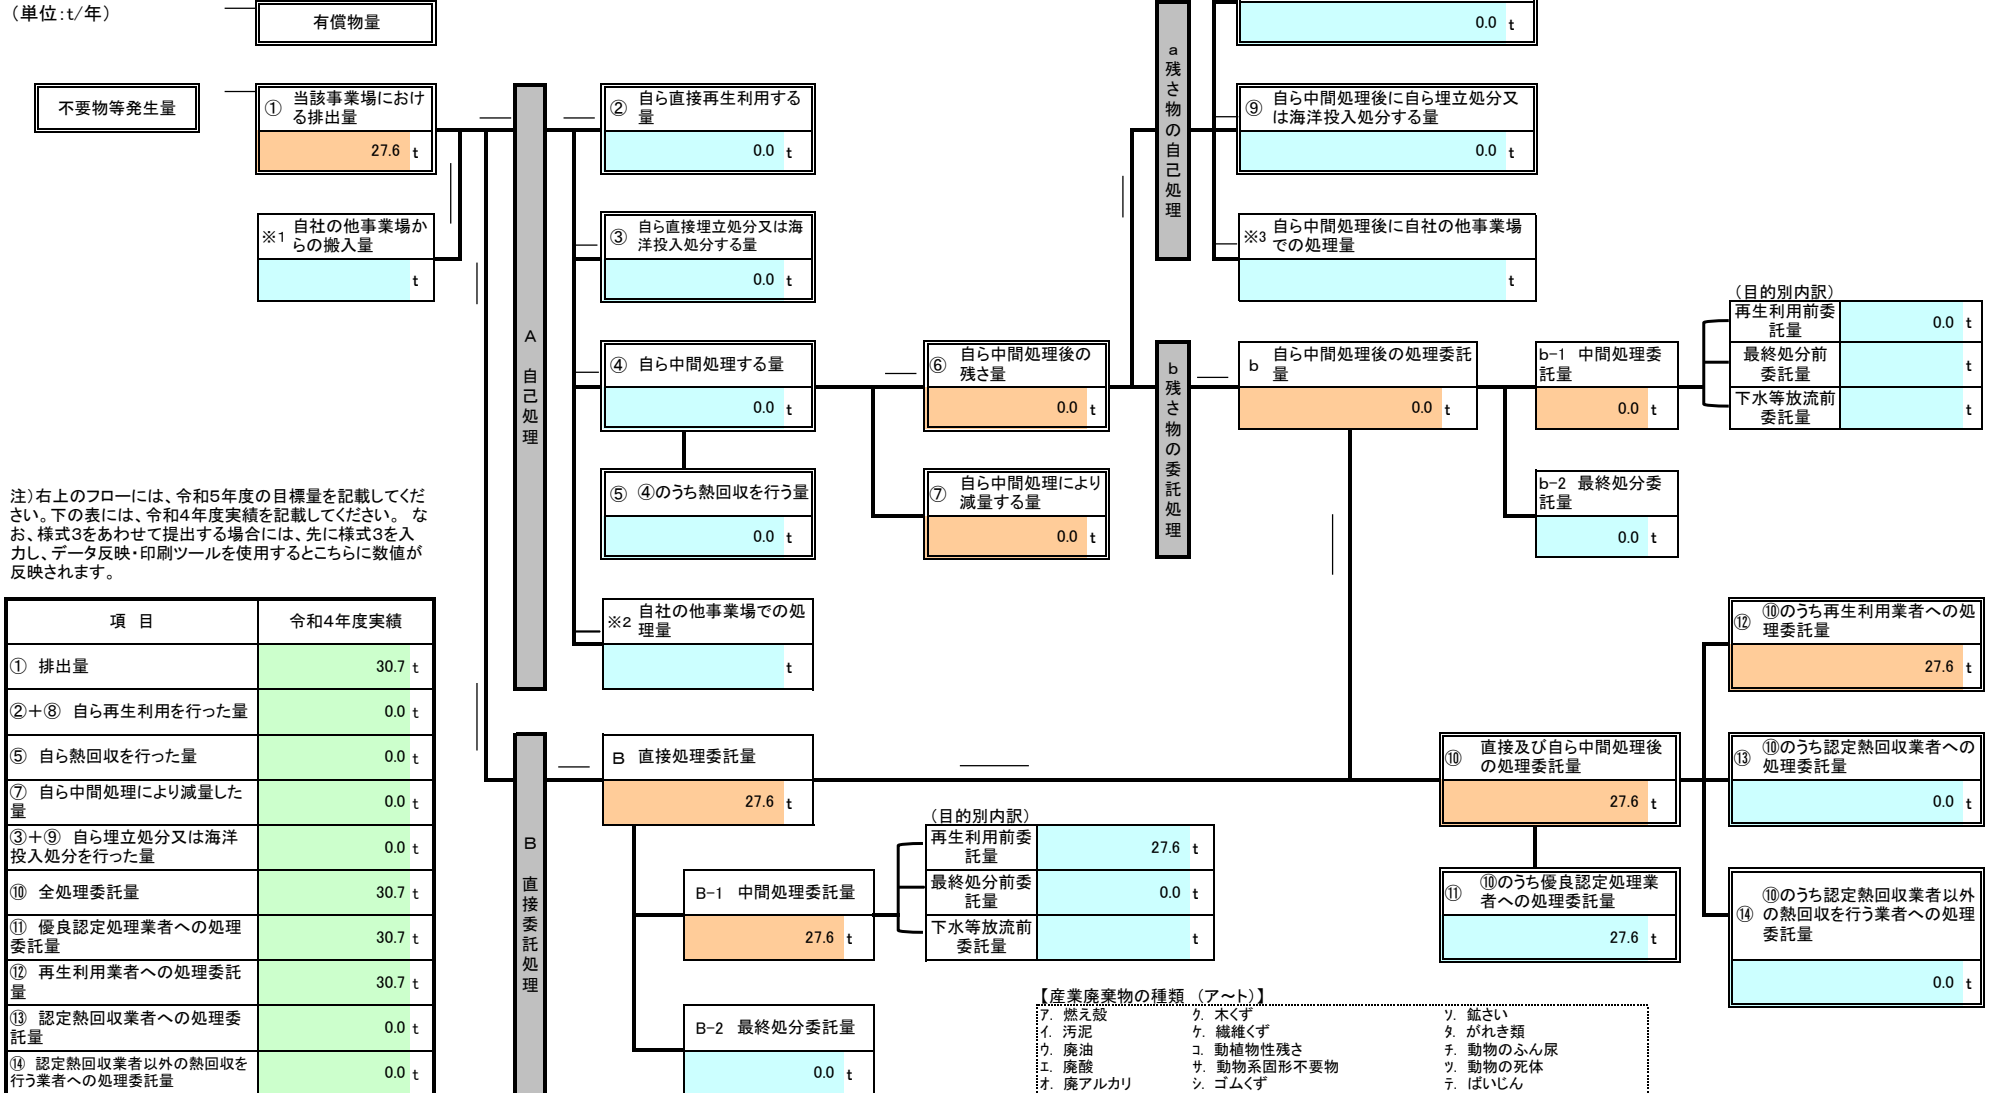 （単位：t/年）
有償物量
0.0 t
不要物等発生量
① 当該事業場におけ
る排出量
27.6 t
※1 自社の他事業場か
らの搬入量
t
A 自己処理
② 自ら直接再生利用する
量
0.0 t
③ 自ら直接埋立処分又は海
洋投入処分する量
0.0 t
④ 自ら中間処理する量
0.0 t
⑤ ④のうち熱回収を行う量
0.0 t
※2 自社の他事業場での処
理量
t
⑥ 自ら中間処理後の
残さ量
0.0 t
⑦ 自ら中間処理により
減量する量
0.0 t
a 残さ物の自己処理
⑨ 自ら中間処理後に自ら埋立処分又
は海洋投入処分する量
0.0 t
※3 自ら中間処理後に自社の他事業場
での処理量
t
b 残さ物の委託処理
b 自ら中間処理後の処理委託
量
0.0 t
b-1 中間処理委
託量
0.0 t
b-2 最終処分委
託量
0.0 t
（目的別内訳）
再生利用前委
託量
0.0 t
最終処分前
委託量
t
下水等放流前
委託量
t
注）右上のフローには、令和5年度の目標量を記載してくだ
さい。下の表には、令和4年度実績を記載してください。 な
お、様式3をあわせて提出する場合には、先に様式3を入
力し、データ反映・印刷ツールを使用するとこちらに数値が
反映されます。
項 目 令和4年度実績
① 排出量 30.7 t
②+⑧ 自ら再生利用を行った量 0.0 t
⑤ 自ら熱回収を行った量 0.0 t
⑦ 自ら中間処理により減量した
量 0.0 t
③+⑨ 自ら埋立処分又は海洋
投入処分を行った量 0.0 t
⑩ 全処理委託量 30.7 t
⑪ 優良認定処理業者への処理
委託量 30.7 t
⑫ 再生利用業者への処理委託
量 30.7 t
⑬ 認定熱回収業者への処理委
託量 0.0 t
⑭ 認定熱回収業者以外の熱回収を
行う業者への処理委託量 0.0 t
B 直接委託処理
B 直接処理委託量
27.6 t
B-1 中間処理委託量
27.6 t
B-2 最終処分委託量
0.0 t
（目的別内訳）
再生利用前委
託量
27.6 t
最終処分前委
託量
0.0 t
下水等放流前
委託量
t
⑩ 直接及び自ら中間処理後
の処理委託量
27.6 t
⑪ ⑩のうち優良認定処理業
者への処理委託量
27.6 t
⑫ ⑩のうち再生利用業者への処
理委託量
27.6 t
⑬ ⑩のうち認定熱回収業者への
処理委託量
0.0 t
⑭ ⑩のうち認定熱回収業者以外
の熱回収を行う業者への処理
委託量
0.0 t
【産業廃棄物の種類 （ア～ト）】
ア. 燃え殻 ク. 木くず ソ. 鉱さい
イ. 汚泥 ケ. 繊維くず タ. がれき類
ウ. 廃油 コ. 動植物性残さ チ. 動物のふん尿
エ. 廃酸 サ. 動物系固形不要物 ツ. 動物の死体
オ. 廃アルカリ シ. ゴムくず テ. ばいじん